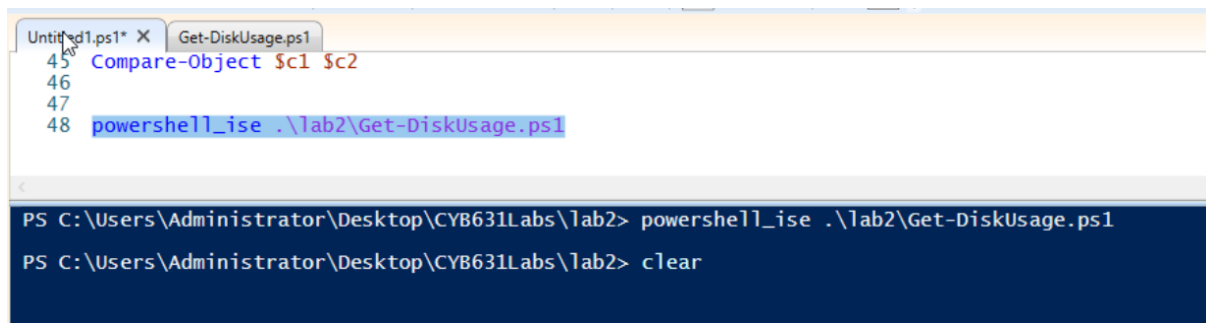 Untitled1.ps1* X Get-DiskUsage.ps1
45 Compare-Object $c1 $c2
46
47
48 powershell_ise .\lab2\Get-DiskUsage.ps1
PS C:\Users\Administrator\Desktop\CYB631Labs\lab2> powershell_ise .\lab2\Get-DiskUsage.ps1
PS C:\Users\Administrator\Desktop\CYB631Labs\lab2> clear